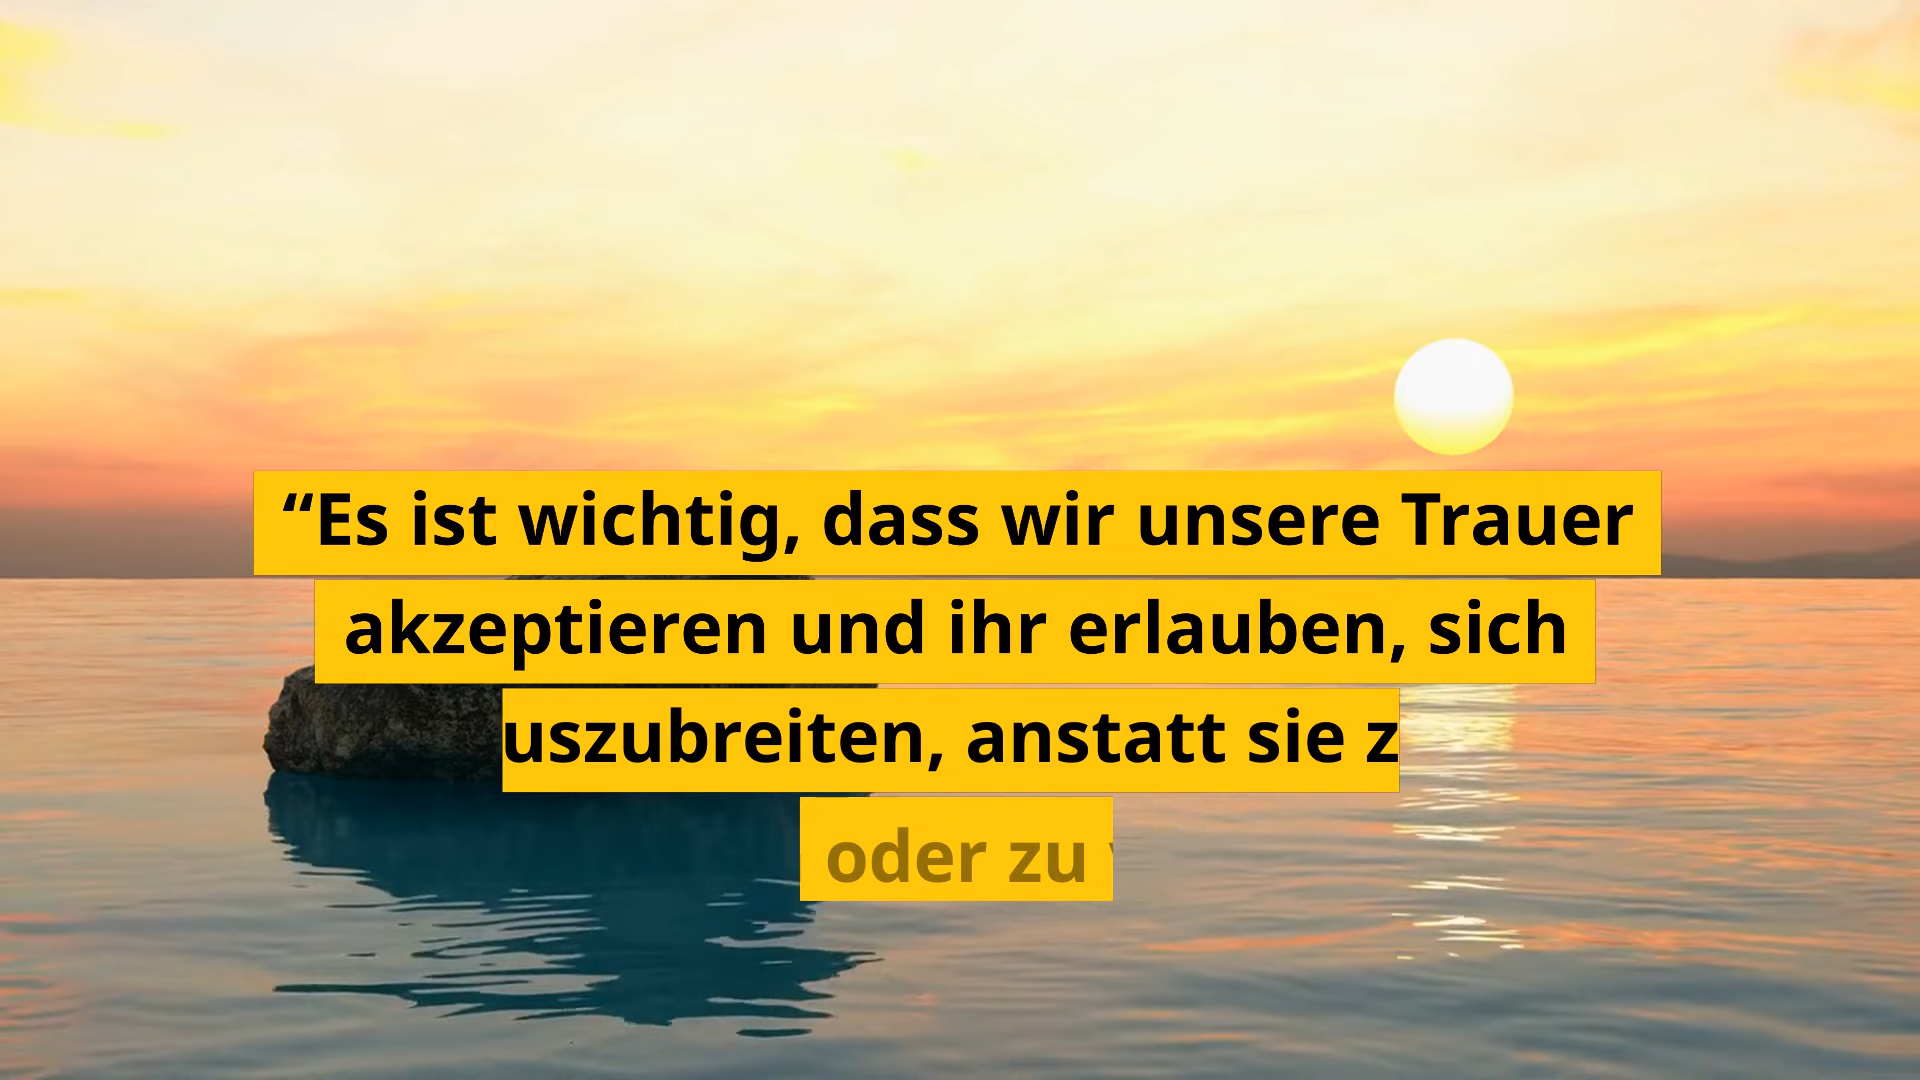 “Es ist wichtig, dass wir unsere Trauer
akzeptieren und ihr erlauben, sich
uszubreiten, anstatt sie z
oder zu